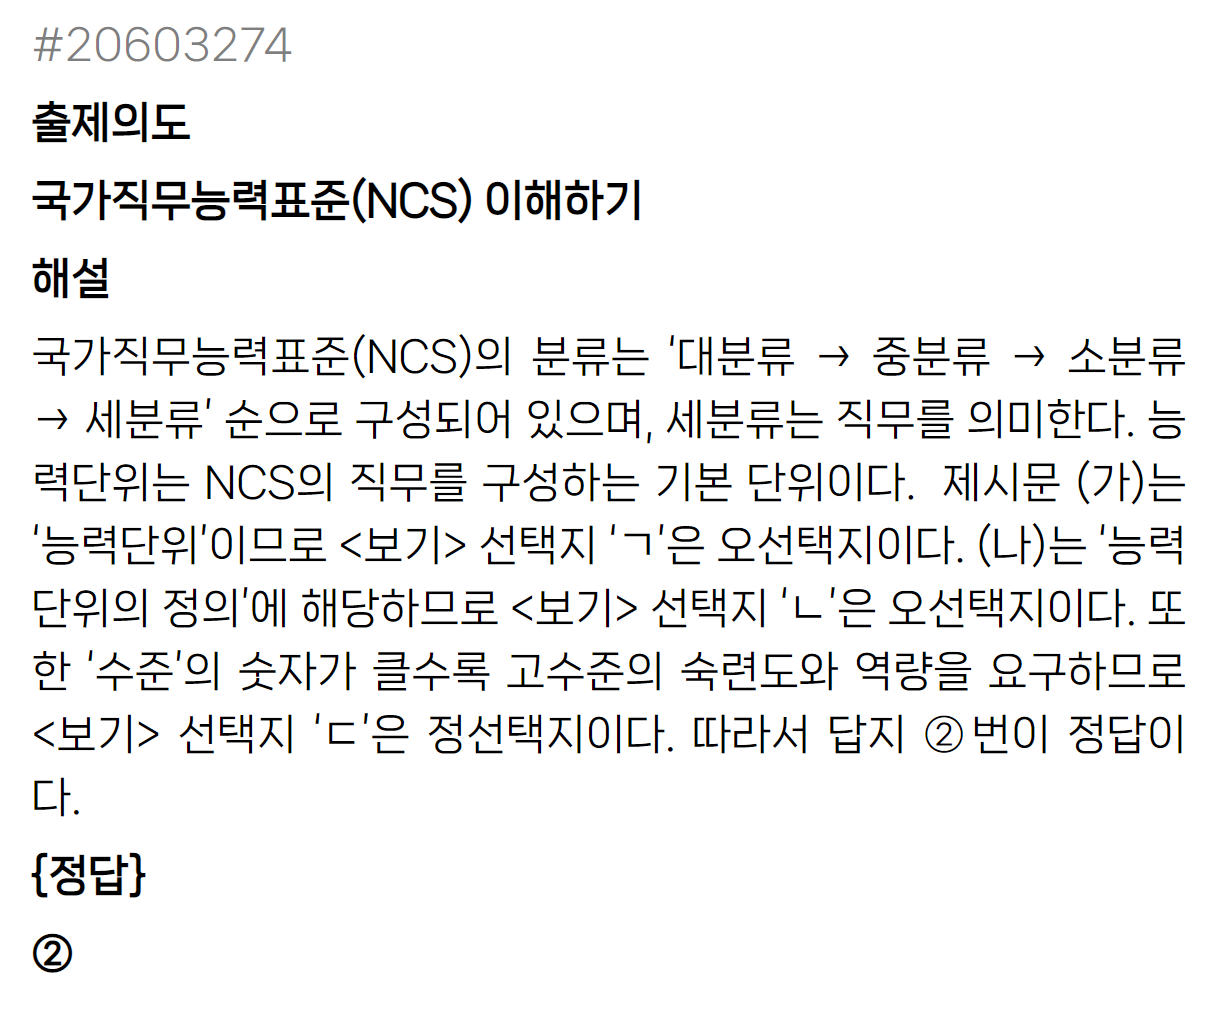 #20603274
출제의도
국가직무능력표준(NCS) 이해하기
해설
국가직무능력표준(NCS)의 분류는 '대분류 → 중분류 → 소분류
→ 세분류' 순으로 구성되어 있으며, 세분류는 직무를 의미한다. 능
력단위는 NCS의 직무를 구성하는 기본 단위이다. 제시문 (가)는
'능력단위'이므로 <보기> 선택지 'ㄱ'은 오선택지이다. (나)는 '능력
단위의 정의'에 해당하므로 <보기> 선택지 'ㄴ'은 오선택지이다. 또
한 '수준'의 숫자가 클수록 고수준의 숙련도와 역량을 요구하므로
<보기> 선택지 'ㄷ'은 정선택지이다. 따라서 답지 ②번이 정답이
다.
{정답}
②